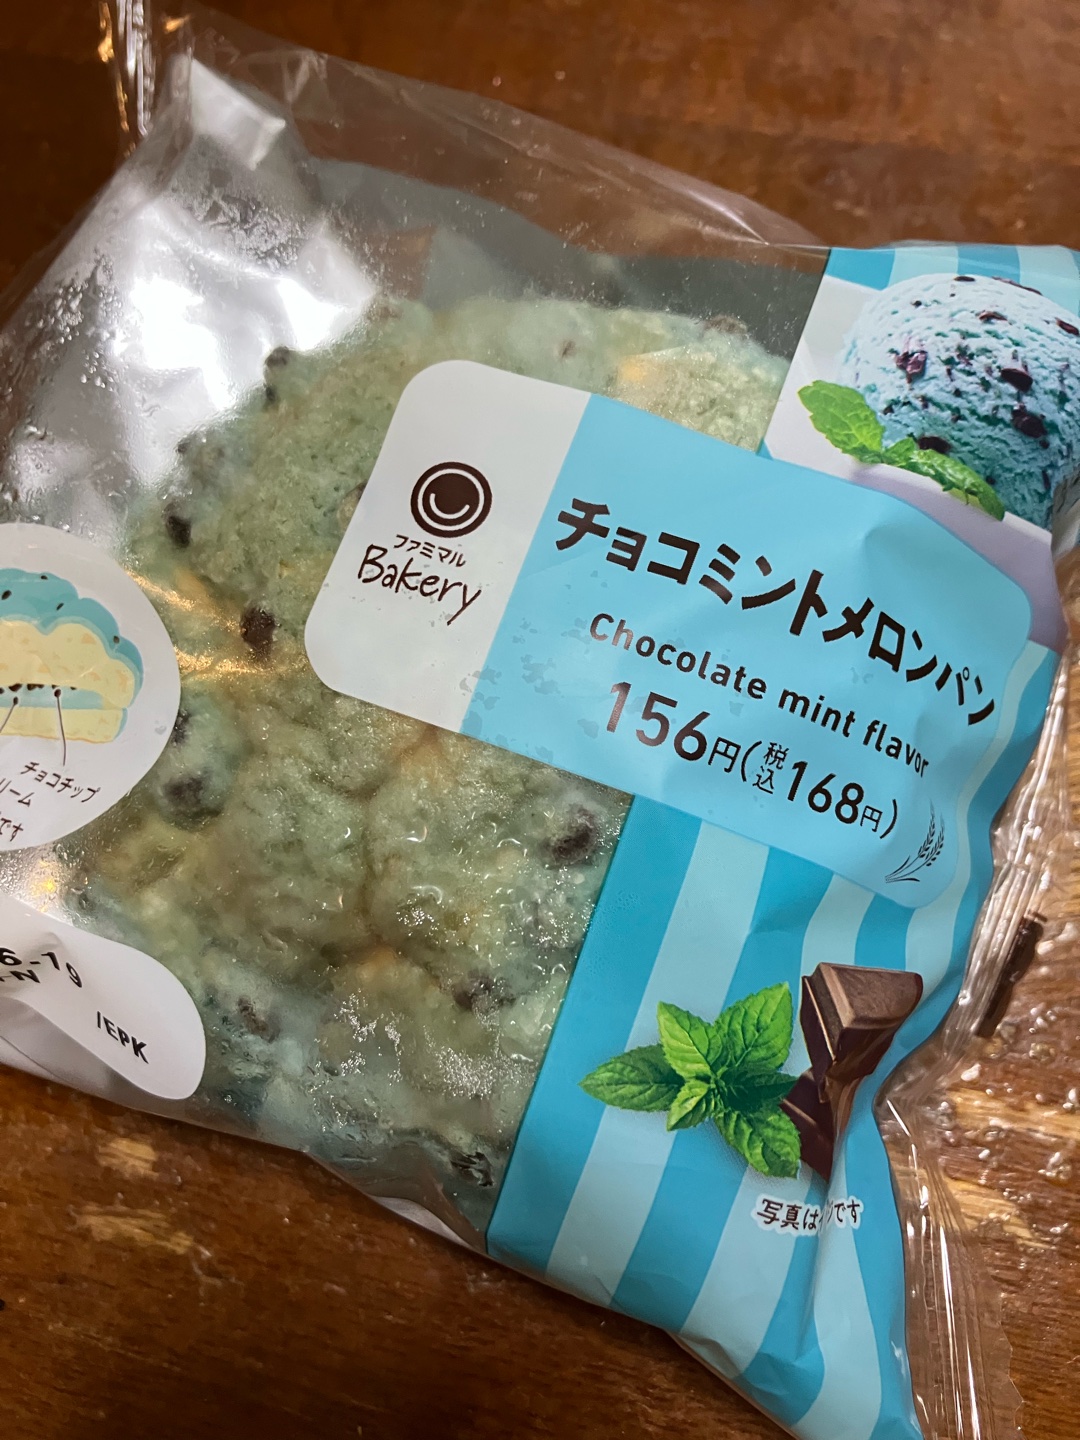 ファミマル
Bakery
チョコミントメロンパン
Chocolate mint flavor
156円(税込168円)
チョコチップ
リーム
です
6-19
N
/EPK
写真は
です